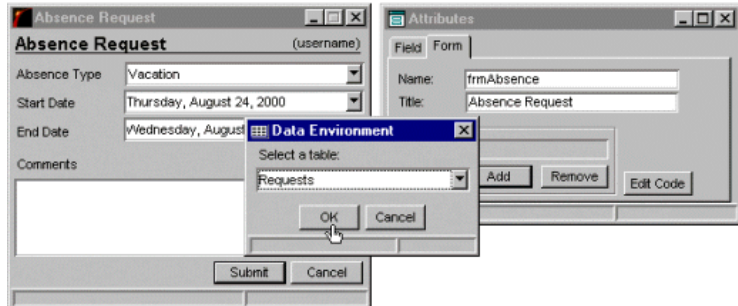 Absence Request
Absence Request (username)
Absence Type Vacation
Start Date Thursday, August 24, 2000
End Date Wednesday, August
Comments
Submit Cancel
Attributes
Field Form
Name: frmAbsence
Title: Absence Request
Add Remove Edit Code
Data Environment
Select a table:
Requests
OK Cancel